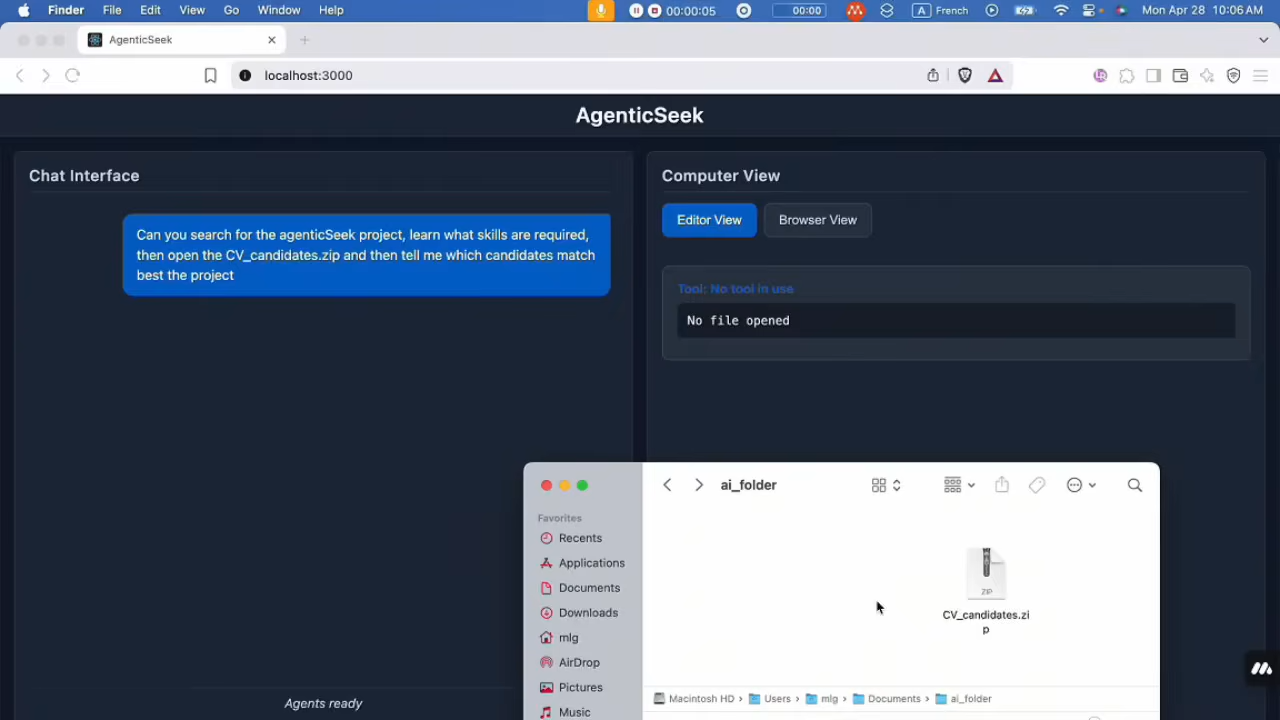 Finder File Edit View Go Window Help 00:00:05 00:00 A French Mon Apr 28 10:06 AM
AgenticSeek
localhost:3000
AgenticSeek
Chat Interface
Can you search for the agenticSeek project, learn what skills are required,
then open the CV_candidates.zip and then tell me which candidates match
best the project
Agents ready
Computer View
Editor View Browser View
Tool: No tool in use
No file opened
ai_folder
Favorites
Recents
Applications
Documents
Downloads
mlg
AirDrop
Pictures
Music
ZIP
CV_candidates.zi
p
Macintosh HD › Users › mlg › Documents › ai_folder